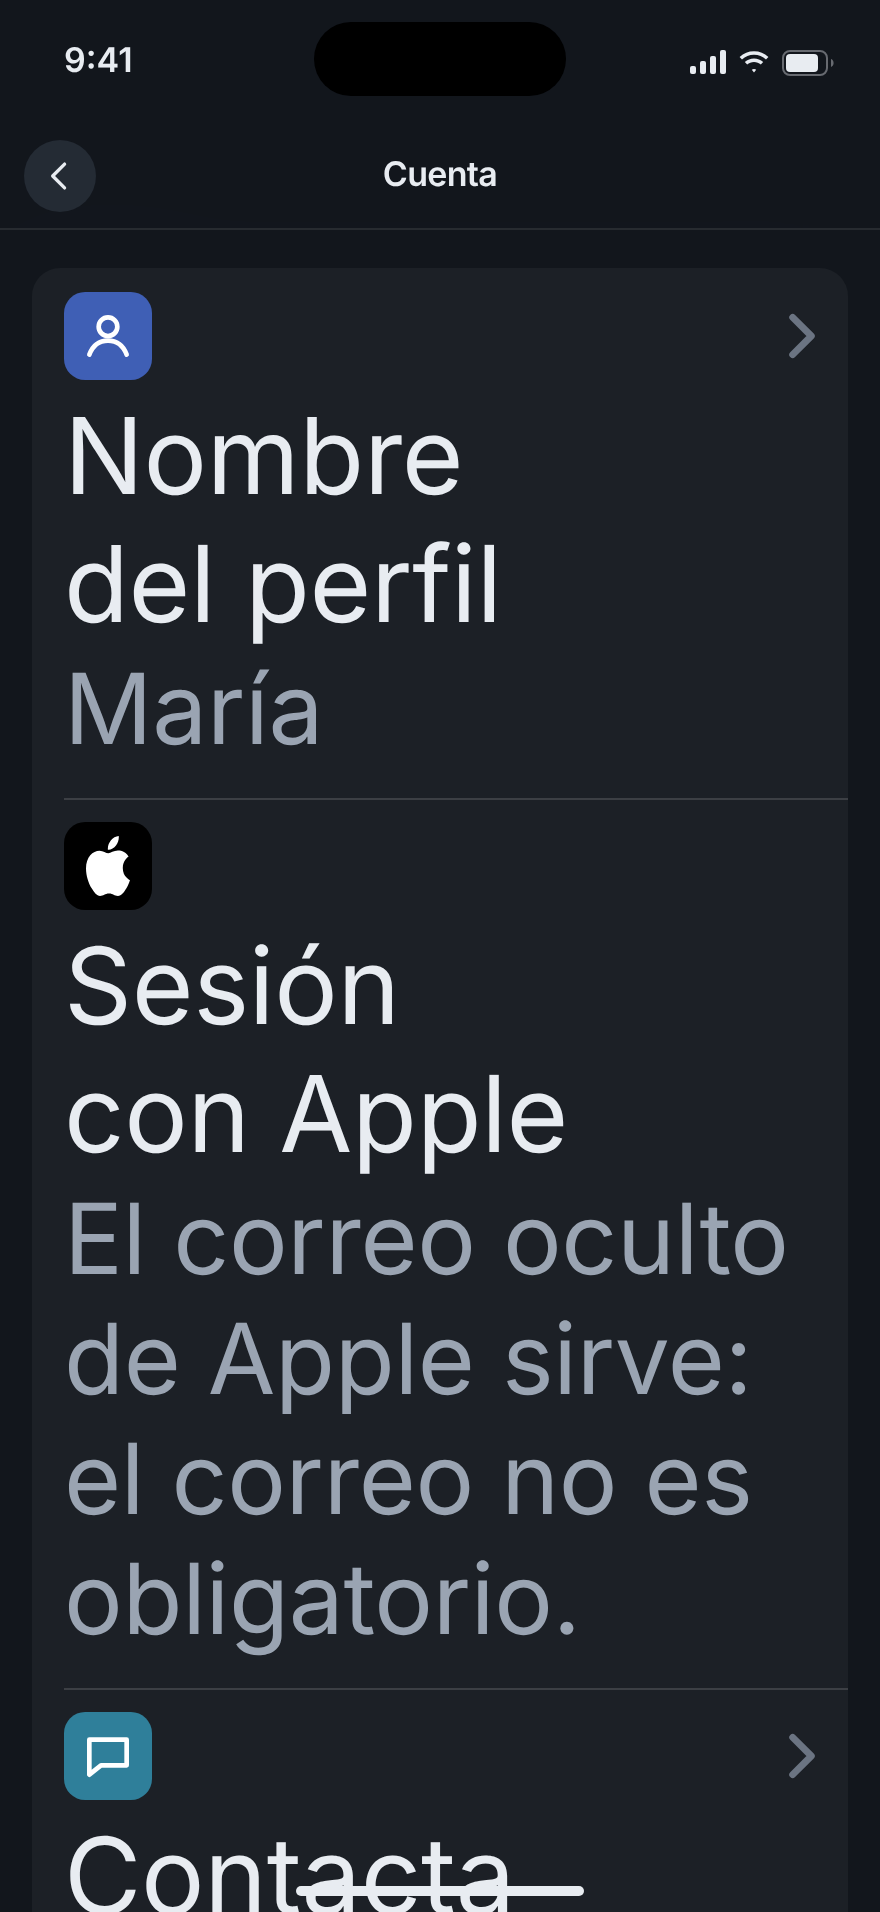 9:41
Cuenta
Nombre
del perfil
María
Sesión
con Apple
El correo oculto
de Apple sirve:
el correo no es
obligatorio.
Contacta